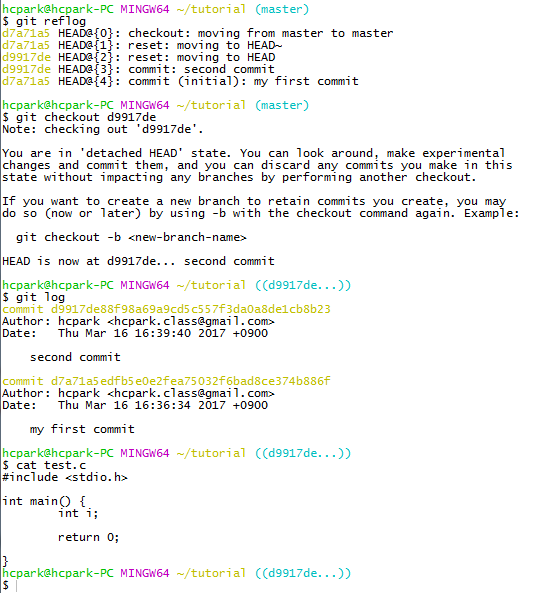 hcpark@hcpark-PC MINGW64 ~/tutorial (master)
$ git reflog
d7a71a5 HEAD@{0}: checkout: moving from master to master
d7a71a5 HEAD@{1}: reset: moving to HEAD~
d9917de HEAD@{2}: reset: moving to HEAD
d9917de HEAD@{3}: commit: second commit
d7a71a5 HEAD@{4}: commit (initial): my first commit
hcpark@hcpark-PC MINGW64 ~/tutorial (master)
$ git checkout d9917de
Note: checking out 'd9917de'.
You are in 'detached HEAD' state. You can look around, make experimental
changes and commit them, and you can discard any commits you make in this
state without impacting any branches by performing another checkout.
If you want to create a new branch to retain commits you create, you may
do so (now or later) by using -b with the checkout command again. Example:
git checkout -b <new-branch-name>
HEAD is now at d9917de... second commit
hcpark@hcpark-PC MINGW64 ~/tutorial ((d9917de...))
$ git log
commit d9917de88f98a69a9cd5c557f3da0a8de1cb8b23
Author: hcpark <hcpark.class@gmail.com>
Date:   Thu Mar 16 16:39:40 2017 +0900
second commit
commit d7a71a5edfb5e0e2fea75032f6bad8ce374b886f
Author: hcpark <hcpark.class@gmail.com>
Date:   Thu Mar 16 16:36:34 2017 +0900
my first commit
hcpark@hcpark-PC MINGW64 ~/tutorial ((d9917de...))
$ cat test.c
#include <stdio.h>
int main() {
int i;
return 0;
}
hcpark@hcpark-PC MINGW64 ~/tutorial ((d9917de...))
$